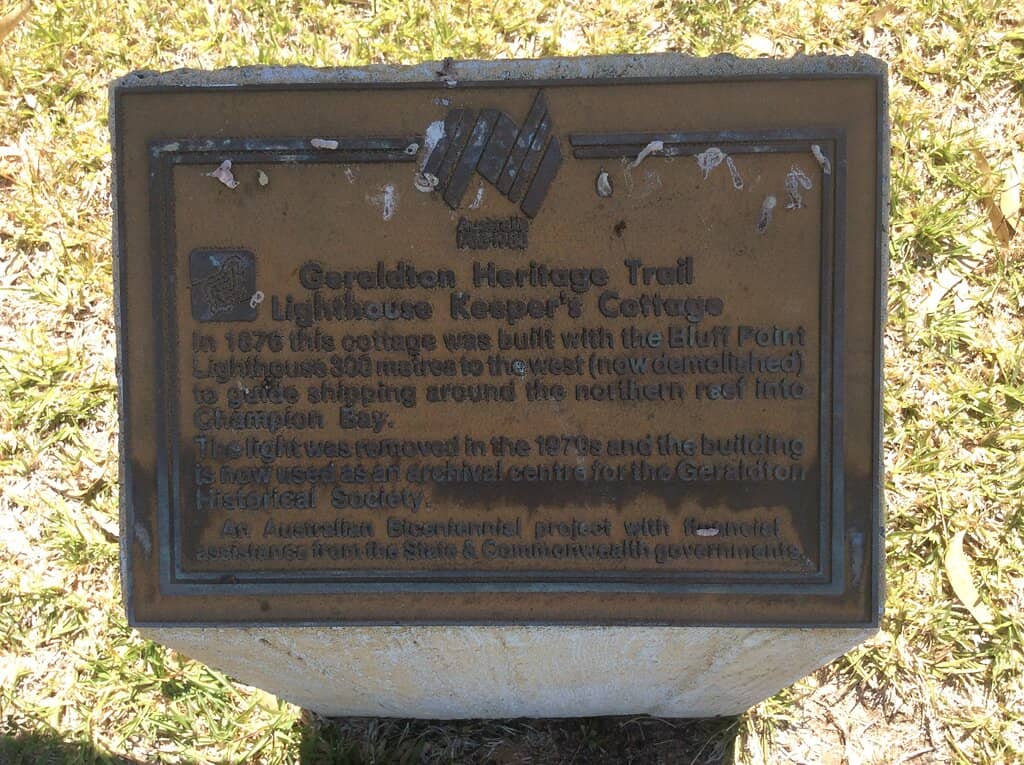 Australia
1788-1988
Geraldton Heritage Trail
Lighthouse Keeper's Cottage
In 1876 this cottage was built with the Bluff Point
Lighthouse 300 metres to the west (now demolished)
to guide shipping around the northern reef into
Champion Bay.
The light was removed in the 1970s and the building
is now used as an archival centre for the Geraldton
Historical Society.
An Australian Bicentennial project with financial
assistance from the State & Commonwealth governments.